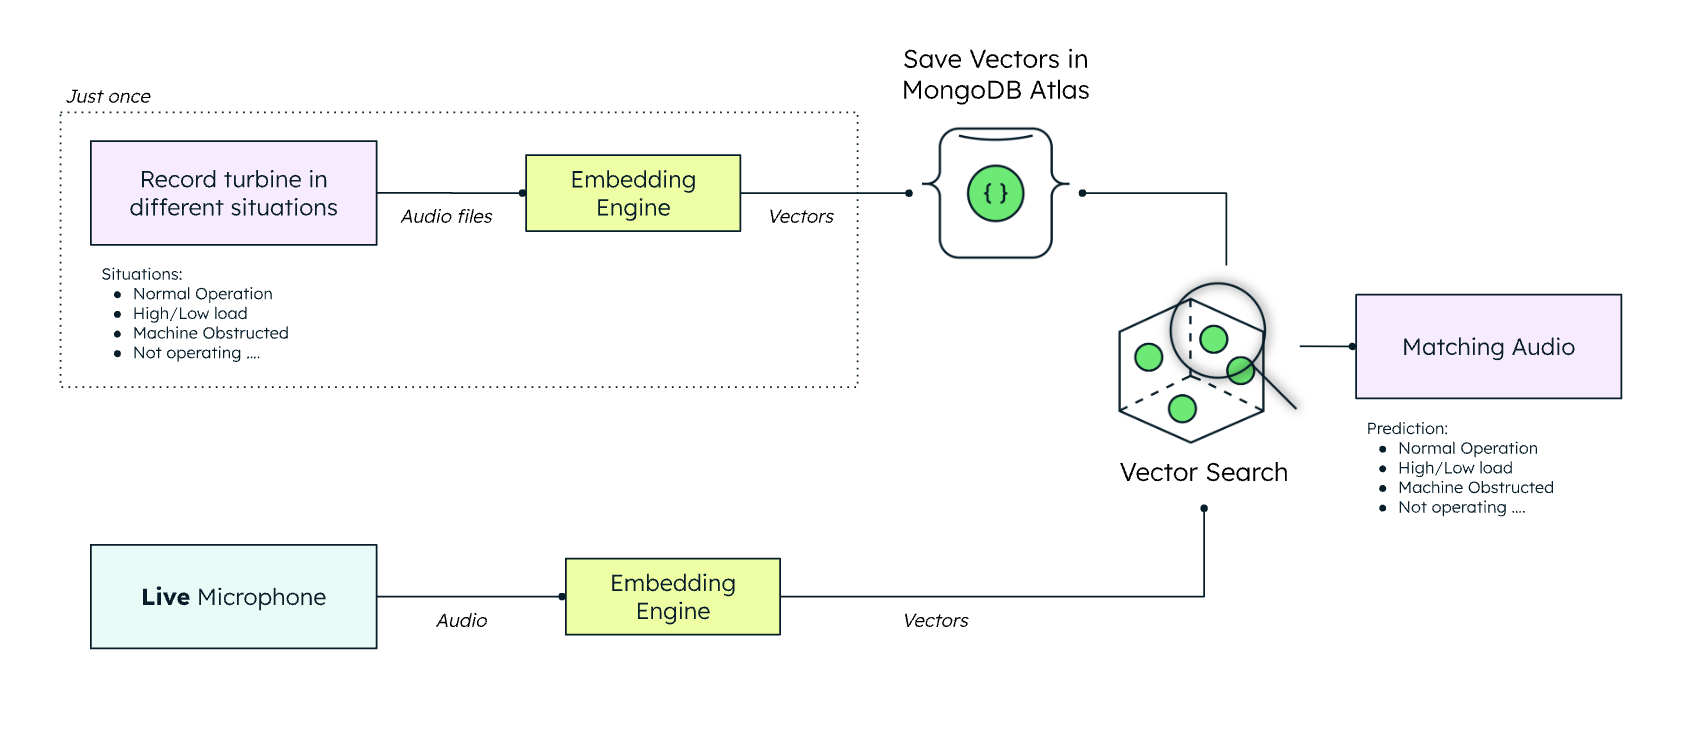 Save Vectors in
MongoDB Atlas
Just once
Record turbine in
different situations
Audio files
Embedding
Engine
Vectors
{ }
Situations:
● Normal Operation
● High/Low load
● Machine Obstructed
● Not operating ....
Vector Search
Matching Audio
Prediction:
● Normal Operation
● High/Low load
● Machine Obstructed
● Not operating ....
Live Microphone
Audio
Embedding
Engine
Vectors